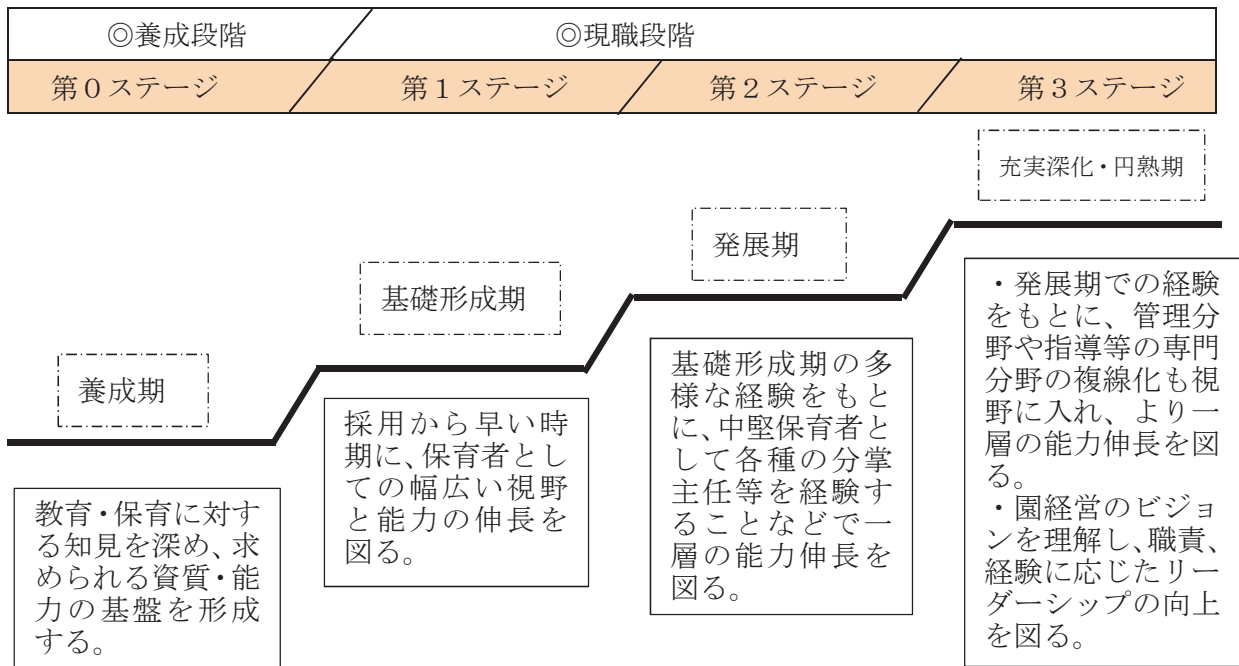 ◎養成段階 ◎現職段階
第0ステージ 第1ステージ 第2ステージ 第3ステージ
養成期
教育・保育に対す
る知見を深め、求
められる資質・能
力の基盤を形成
する。
基礎形成期
採用から早い時
期に、保育者とし
ての幅広い視野
と能力の伸長を
図る。
発展期
基礎形成期の多
様な経験をもと
に、中堅保育者と
して各種の分掌
主任等を経験す
ることなどで一
層の能力伸長を
図る。
充実深化・円熟期
・発展期での経験
をもとに、管理分
野や指導等の専門
分野の複線化も視
野に入れ、より一
層の能力伸長を図
る。
・園経営のビジョ
ンを理解し、職責、
経験に応じたリー
ダーシップの向上
を図る。